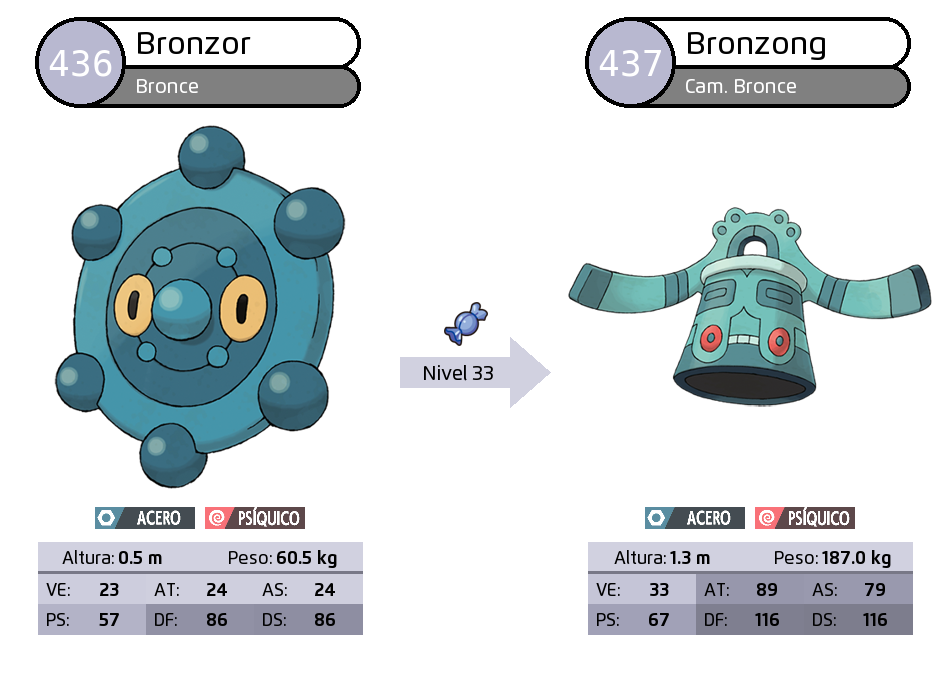 436
Bronzor
Bronce
437
Bronzong
Cam. Bronce
Nivel 33
ACERO PSÍQUICO
Altura: 0.5 m Peso: 60.5 kg
VE: 23 AT: 24 AS: 24
PS: 57 DF: 86 DS: 86
ACERO PSÍQUICO
Altura: 1.3 m Peso: 187.0 kg
VE: 33 AT: 89 AS: 79
PS: 67 DF: 116 DS: 116